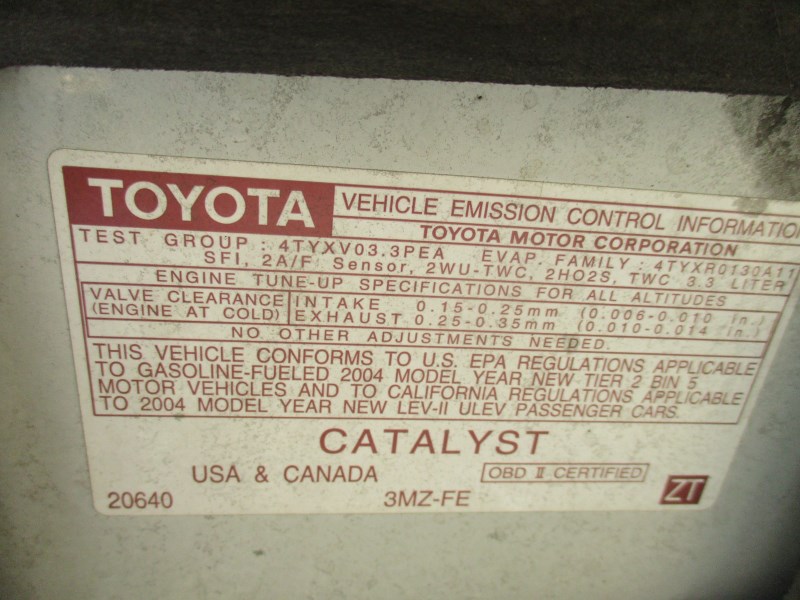 TOYOTA
VEHICLE EMISSION CONTROL INFORMATION
TOYOTA MOTOR CORPORATION
TEST GROUP : 4TYXV03.3PEA EVAP. FAMILY : 4TYXR0130A11
SFI, 2A/F Sensor, 2WU-TWC, 2HO2S, TWC 3.3 LITER
ENGINE TUNE-UP SPECIFICATIONS FOR ALL ALTITUDES
VALVE CLEARANCE INTAKE 0.15-0.25mm (0.006-0.010 in.)
(ENGINE AT COLD) EXHAUST 0.25-0.35mm (0.010-0.014 in.)
NO OTHER ADJUSTMENTS NEEDED.
THIS VEHICLE CONFORMS TO U.S. EPA REGULATIONS APPLICABLE
TO GASOLINE-FUELED 2004 MODEL YEAR NEW TIER 2 BIN 5
MOTOR VEHICLES AND TO CALIFORNIA REGULATIONS APPLICABLE
TO 2004 MODEL YEAR NEW LEV-II ULEV PASSENGER CARS.
CATALYST
USA & CANADA OBD II CERTIFIED
20640 3MZ-FE ZT